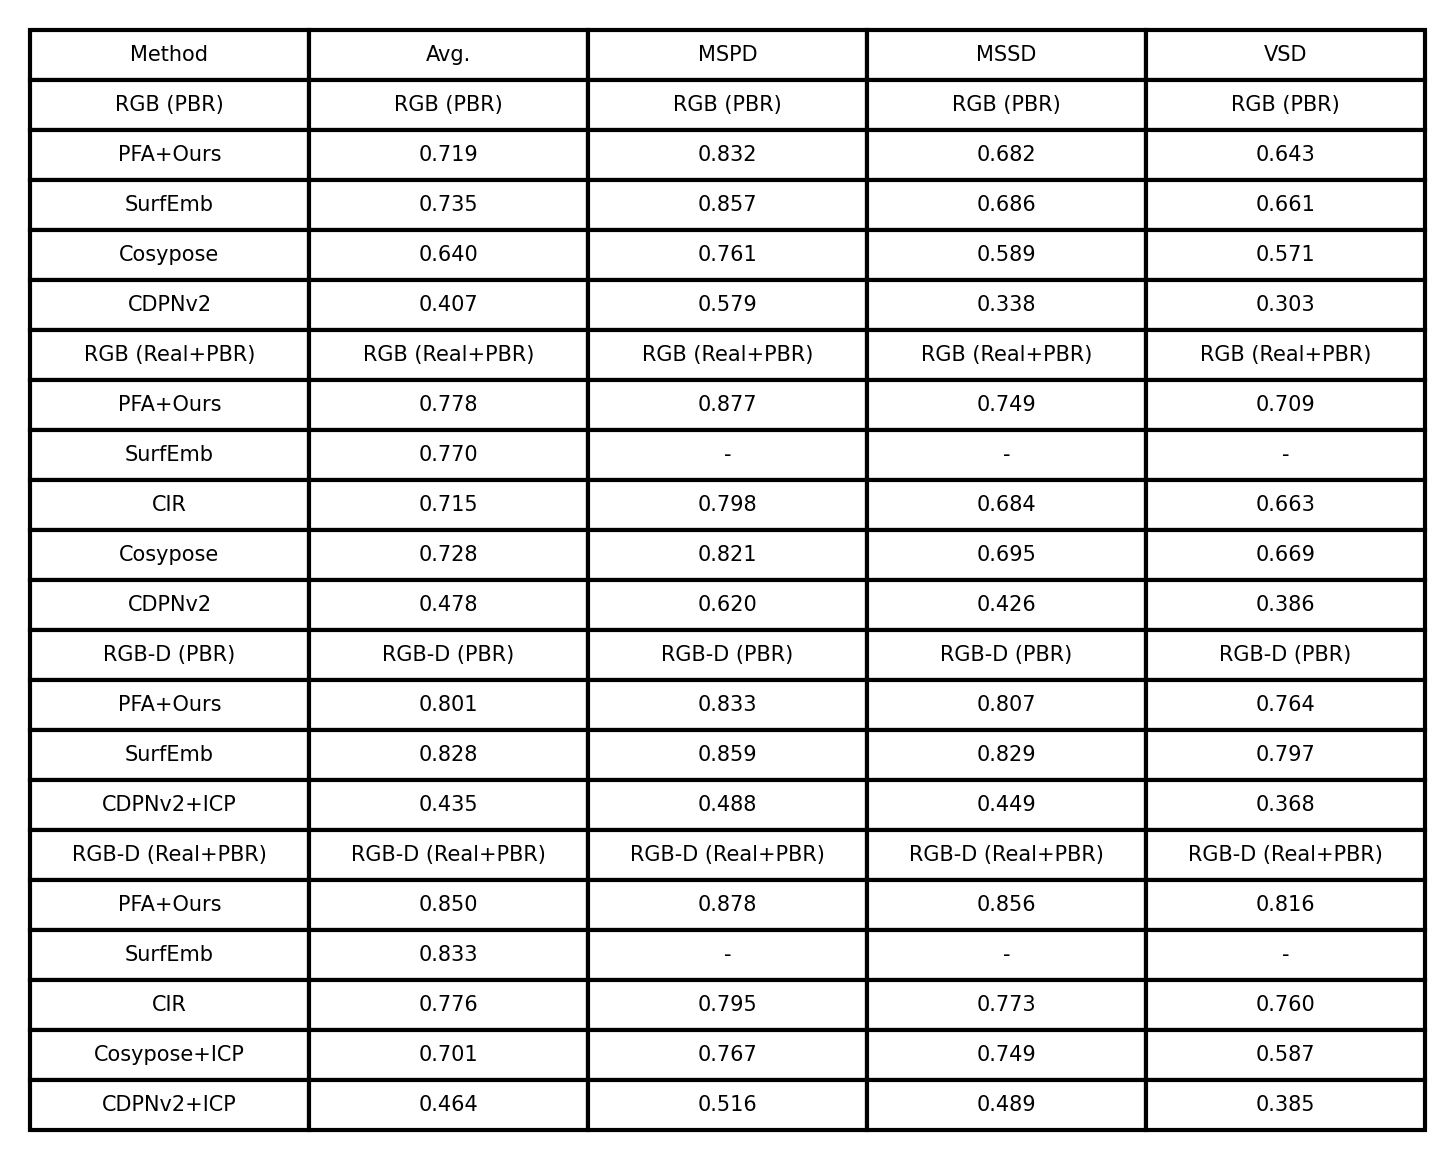 Method Avg. MSPD MSSD VSD
RGB (PBR) RGB (PBR) RGB (PBR) RGB (PBR) RGB (PBR)
PFA+Ours 0.719 0.832 0.682 0.643
SurfEmb 0.735 0.857 0.686 0.661
Cosypose 0.640 0.761 0.589 0.571
CDPNv2 0.407 0.579 0.338 0.303
RGB (Real+PBR) RGB (Real+PBR) RGB (Real+PBR) RGB (Real+PBR) RGB (Real+PBR)
PFA+Ours 0.778 0.877 0.749 0.709
SurfEmb 0.770 - - -
CIR 0.715 0.798 0.684 0.663
Cosypose 0.728 0.821 0.695 0.669
CDPNv2 0.478 0.620 0.426 0.386
RGB-D (PBR) RGB-D (PBR) RGB-D (PBR) RGB-D (PBR) RGB-D (PBR)
PFA+Ours 0.801 0.833 0.807 0.764
SurfEmb 0.828 0.859 0.829 0.797
CDPNv2+ICP 0.435 0.488 0.449 0.368
RGB-D (Real+PBR) RGB-D (Real+PBR) RGB-D (Real+PBR) RGB-D (Real+PBR) RGB-D (Real+PBR)
PFA+Ours 0.850 0.878 0.856 0.816
SurfEmb 0.833 - - -
CIR 0.776 0.795 0.773 0.760
Cosypose+ICP 0.701 0.767 0.749 0.587
CDPNv2+ICP 0.464 0.516 0.489 0.385